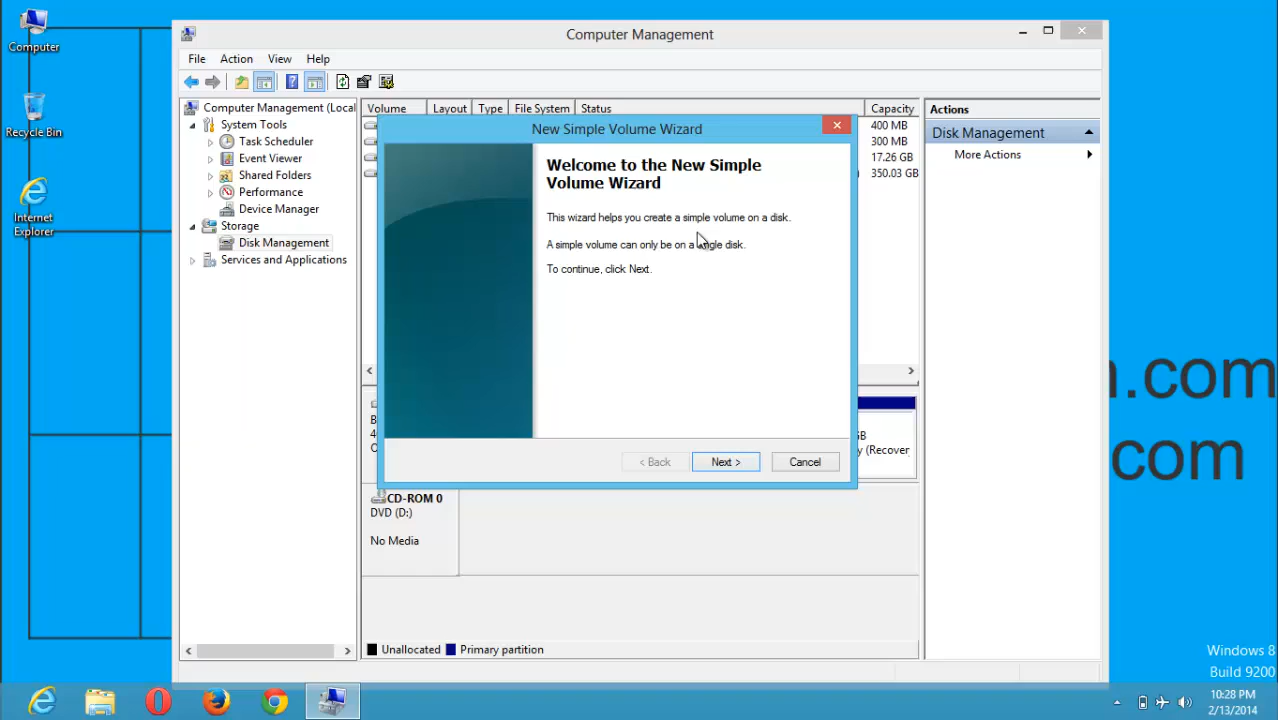 Computer
Recycle Bin
Internet
Explorer
Computer Management
File Action View Help
Computer Management (Local
System Tools
Task Scheduler
Event Viewer
Shared Folders
Performance
Device Manager
Storage
Disk Management
Services and Applications
Volume Layout Type File System Status Capacity
400 MB
300 MB
17.26 GB
350.03 GB
Actions
Disk Management
More Actions
New Simple Volume Wizard
Welcome to the New Simple
Volume Wizard
This wizard helps you create a simple volume on a disk.
A simple volume can only be on a single disk.
To continue, click Next.
< Back Next > Cancel
B
4
O
GB
y (Recover
CD-ROM 0
DVD (D:)
No Media
Unallocated Primary partition
.com
com
Windows 8
Build 9200
10:28 PM
2/13/2014